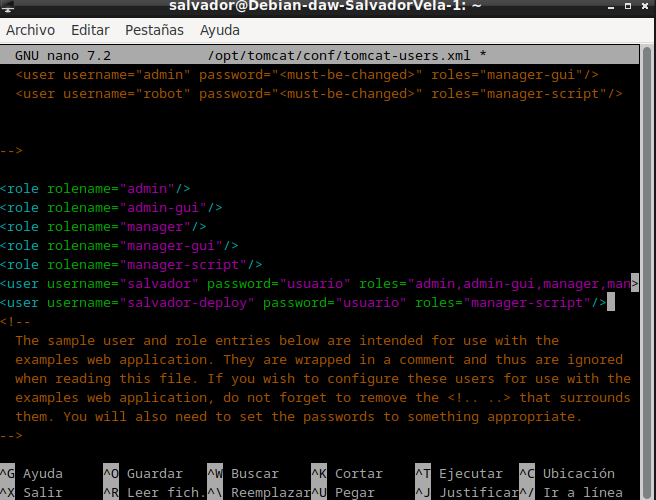 salvador@Debian-daw-SalvadorVela-1: ~
Archivo Editar Pestañas Ayuda
GNU nano 7.2 /opt/tomcat/conf/tomcat-users.xml *
<user username="admin" password="<must-be-changed>" roles="manager-gui"/>
<user username="robot" password="<must-be-changed>" roles="manager-script"/>
-->
<role rolename="admin"/>
<role rolename="admin-gui"/>
<role rolename="manager"/>
<role rolename="manager-gui"/>
<role rolename="manager-script"/>
<user username="salvador" password="usuario" roles="admin,admin-gui,manager,man>
<user username="salvador-deploy" password="usuario" roles="manager-script"/>
<!--
The sample user and role entries below are intended for use with the
examples web application. They are wrapped in a comment and thus are ignored
when reading this file. If you wish to configure these users for use with the
examples web application, do not forget to remove the <!.. ..> that surrounds
them. You will also need to set the passwords to something appropriate.
-->
^G Ayuda ^O Guardar ^W Buscar ^K Cortar ^T Ejecutar ^C Ubicación
^X Salir ^R Leer fich. ^\ Reemplazar ^U Pegar ^J Justificar ^/ Ir a línea